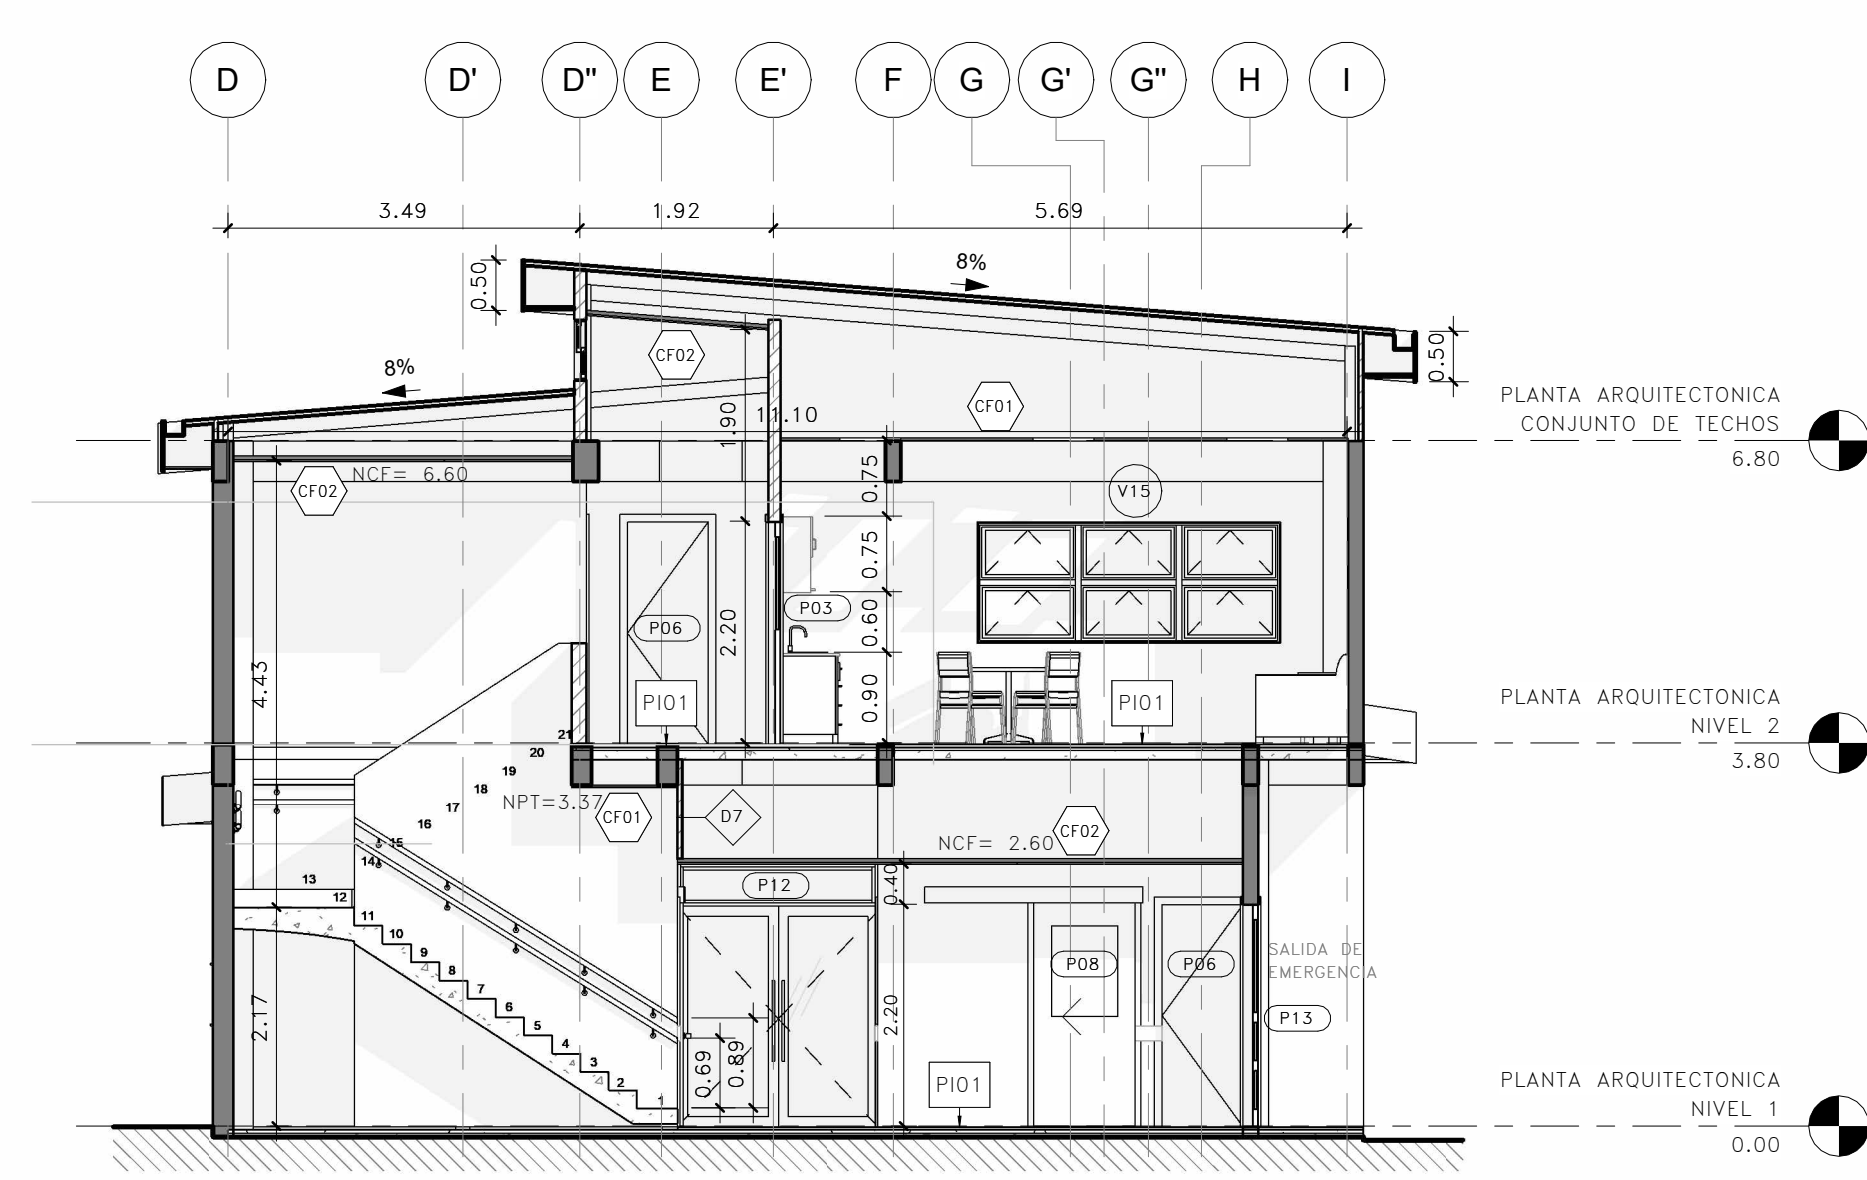 D D' D" E E' F G G' G" H I
3.49 1.92 5.69
0.50
8%
8%
0.50
CF02
CF01
1.90
11.10
PLANTA ARQUITECTONICA
CONJUNTO DE TECHOS
6.80
NCF= 6.60
CF02
0.75
V15
0.75
P03
0.60
P06
2.20
4.43
PI01
0.90
PI01
PLANTA ARQUITECTONICA
NIVEL 2
3.80
21
20
19
18
17
16
15
14
13
12
11
10
9
8
7
6
5
4
3
2
1
NPT=3.37
CF01
D7
NCF= 2.60
CF02
P12
0.40
P08
P06
SALIDA DE
EMERGENCIA
P13
2.17
2.20
0.69
0.89
PI01
PLANTA ARQUITECTONICA
NIVEL 1
0.00